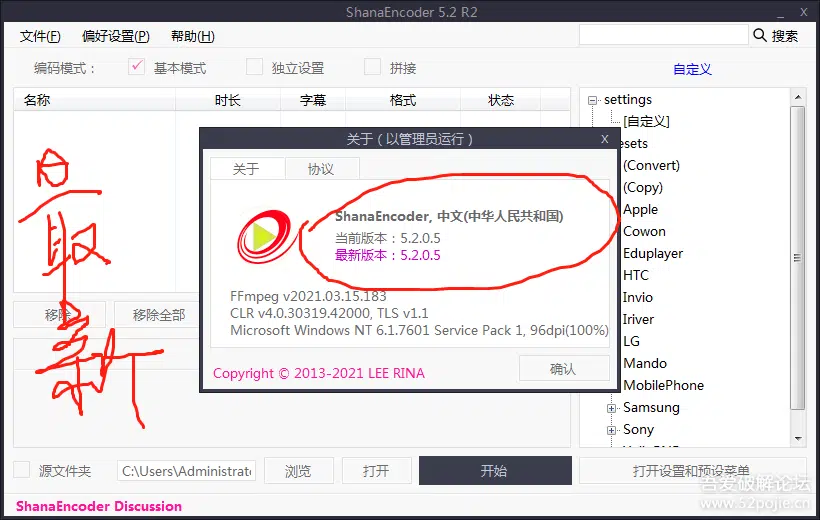 ShanaEncoder 5.2 R2
_ X
文件(F) 偏好设置(P) 帮助(H)
搜索
编码模式： 基本模式 独立设置 拼接
自定义
名称 时长 字幕 格式 状态
settings
[自定义]
esets
(Convert)
(Copy)
Apple
Cowon
Eduplayer
HTC
Invio
Iriver
LG
Mando
MobilePhone
Samsung
Sony
关于 ( 以管理员运行 ) X
关于 协议
ShanaEncoder, 中文(中华人民共和国)
当前版本：5.2.0.5
最新版本：5.2.0.5
FFmpeg v2021.03.15.183
CLR v4.0.30319.42000, TLS v1.1
Microsoft Windows NT 6.1.7601 Service Pack 1, 96dpi(100%)
Copyright © 2013-2021 LEE RINA
确认
最新
移除 移除全部
源文件夹 C:\Users\Administrat 浏览 打开 开始 打开设置和预设菜单
ShanaEncoder Discussion
吾爱破解论坛
www.52pojie.cn